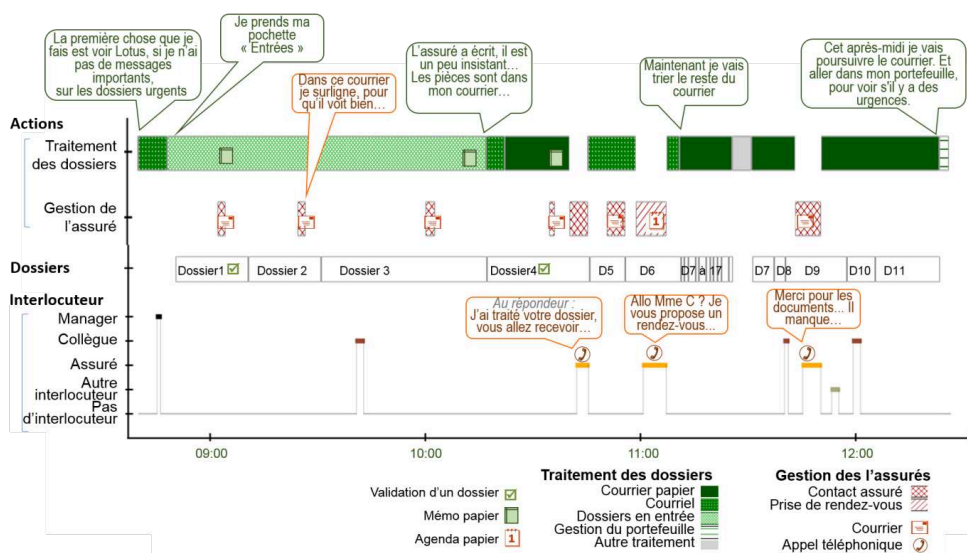 La première chose que je
fais est voir Lotus, si je n'ai
pas de messages
importants,
sur les dossiers urgents
Je prends ma
pochette
« Entrées »
Dans ce courrier
je surligne, pour
qu'il voit bien…
L'assuré a écrit, il est
un peu insistant…
Les pièces sont dans
mon courrier…
Maintenant je vais
trier le reste du
courrier
Cet après-midi je vais
poursuivre le courrier. Et
aller dans mon portefeuille,
pour voir s'il y a des
urgences.
Actions
Traitement
des dossiers
Gestion de
l'assuré
1
Dossiers
Dossier1
Dossier 2
Dossier 3
Dossier4
D5
D6
D7 à 17
D7
D8
D9
D10
D11
Interlocuteur
Manager
Collègue
Assuré
Autre
interlocuteur
Pas
d'interlocuteur
Au répondeur :
J'ai traité votre dossier,
vous allez recevoir…
Allo Mme C ? Je
vous propose un
rendez-vous...
Merci pour les
documents... Il
manque…
09:00
10:00
11:00
12:00
Validation d'un dossier
Mémo papier
Agenda papier
1
Traitement des dossiers
Courrier papier
Courriel
Dossiers en entrée
Gestion du portefeuille
Autre traitement
Gestion des l'assurés
Contact assuré
Prise de rendez-vous
Courrier
Appel téléphonique